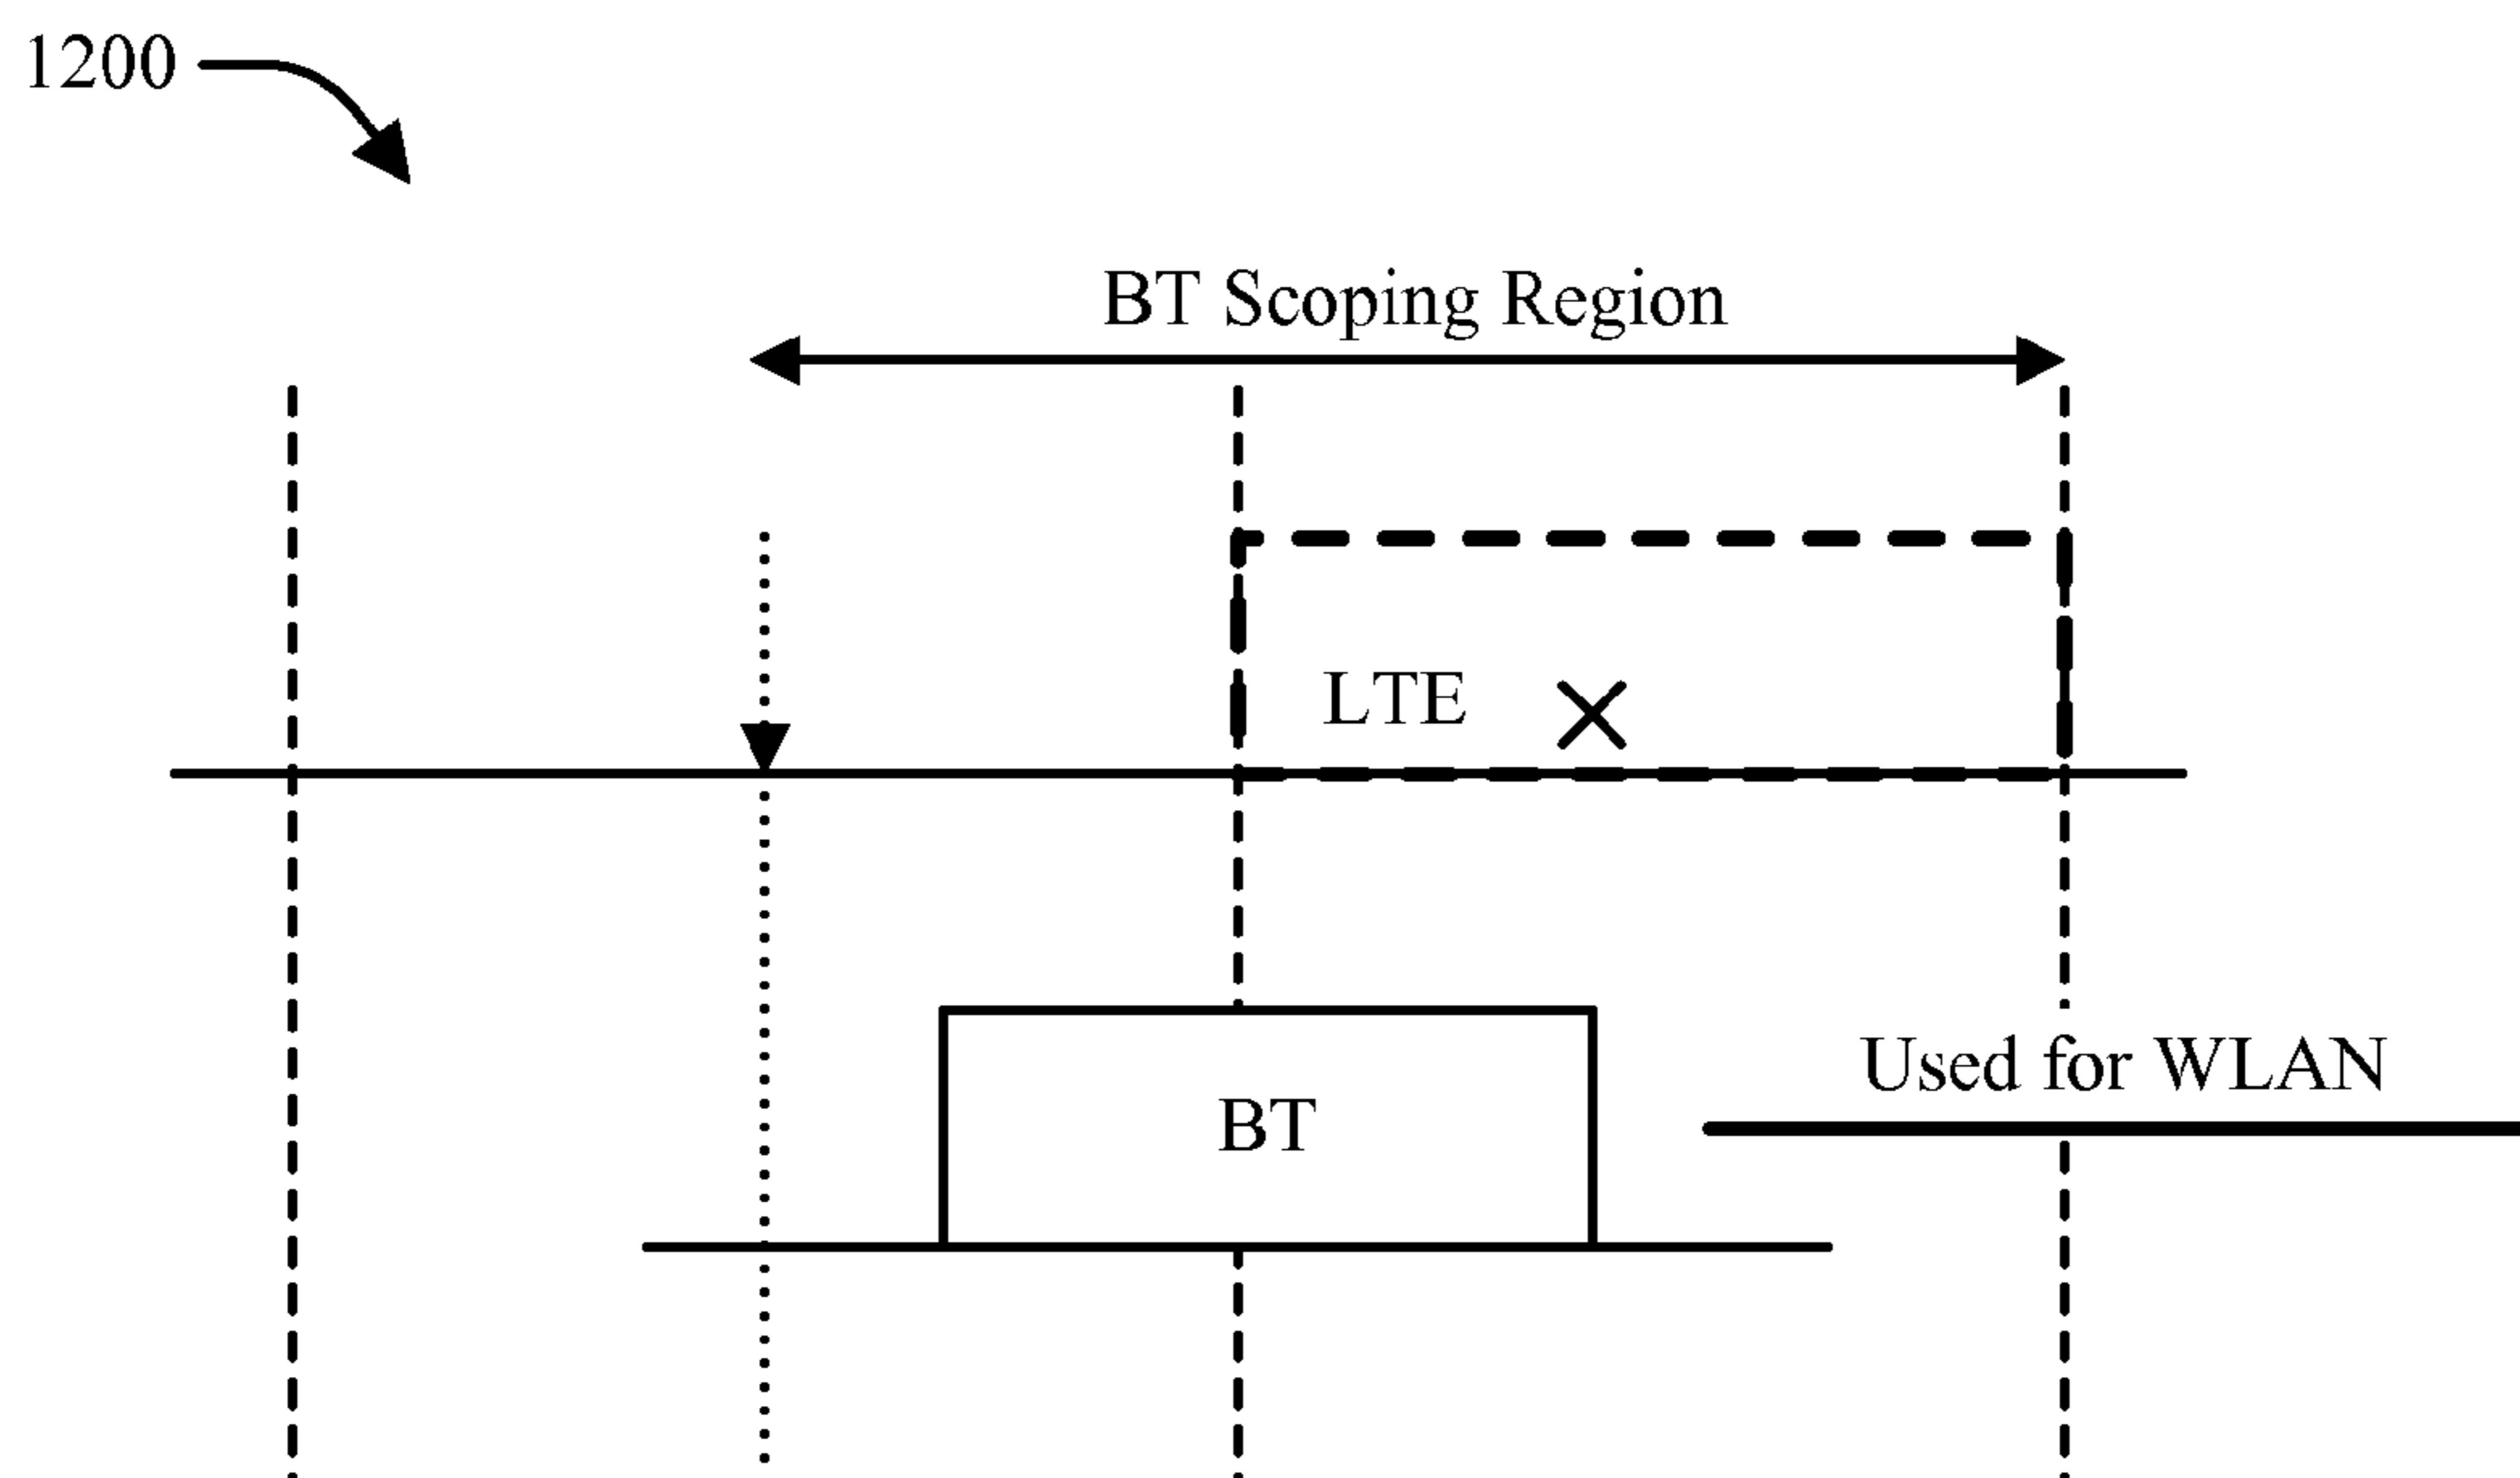 1200
BT Scoping Region
LTE
Used for WLAN
BT